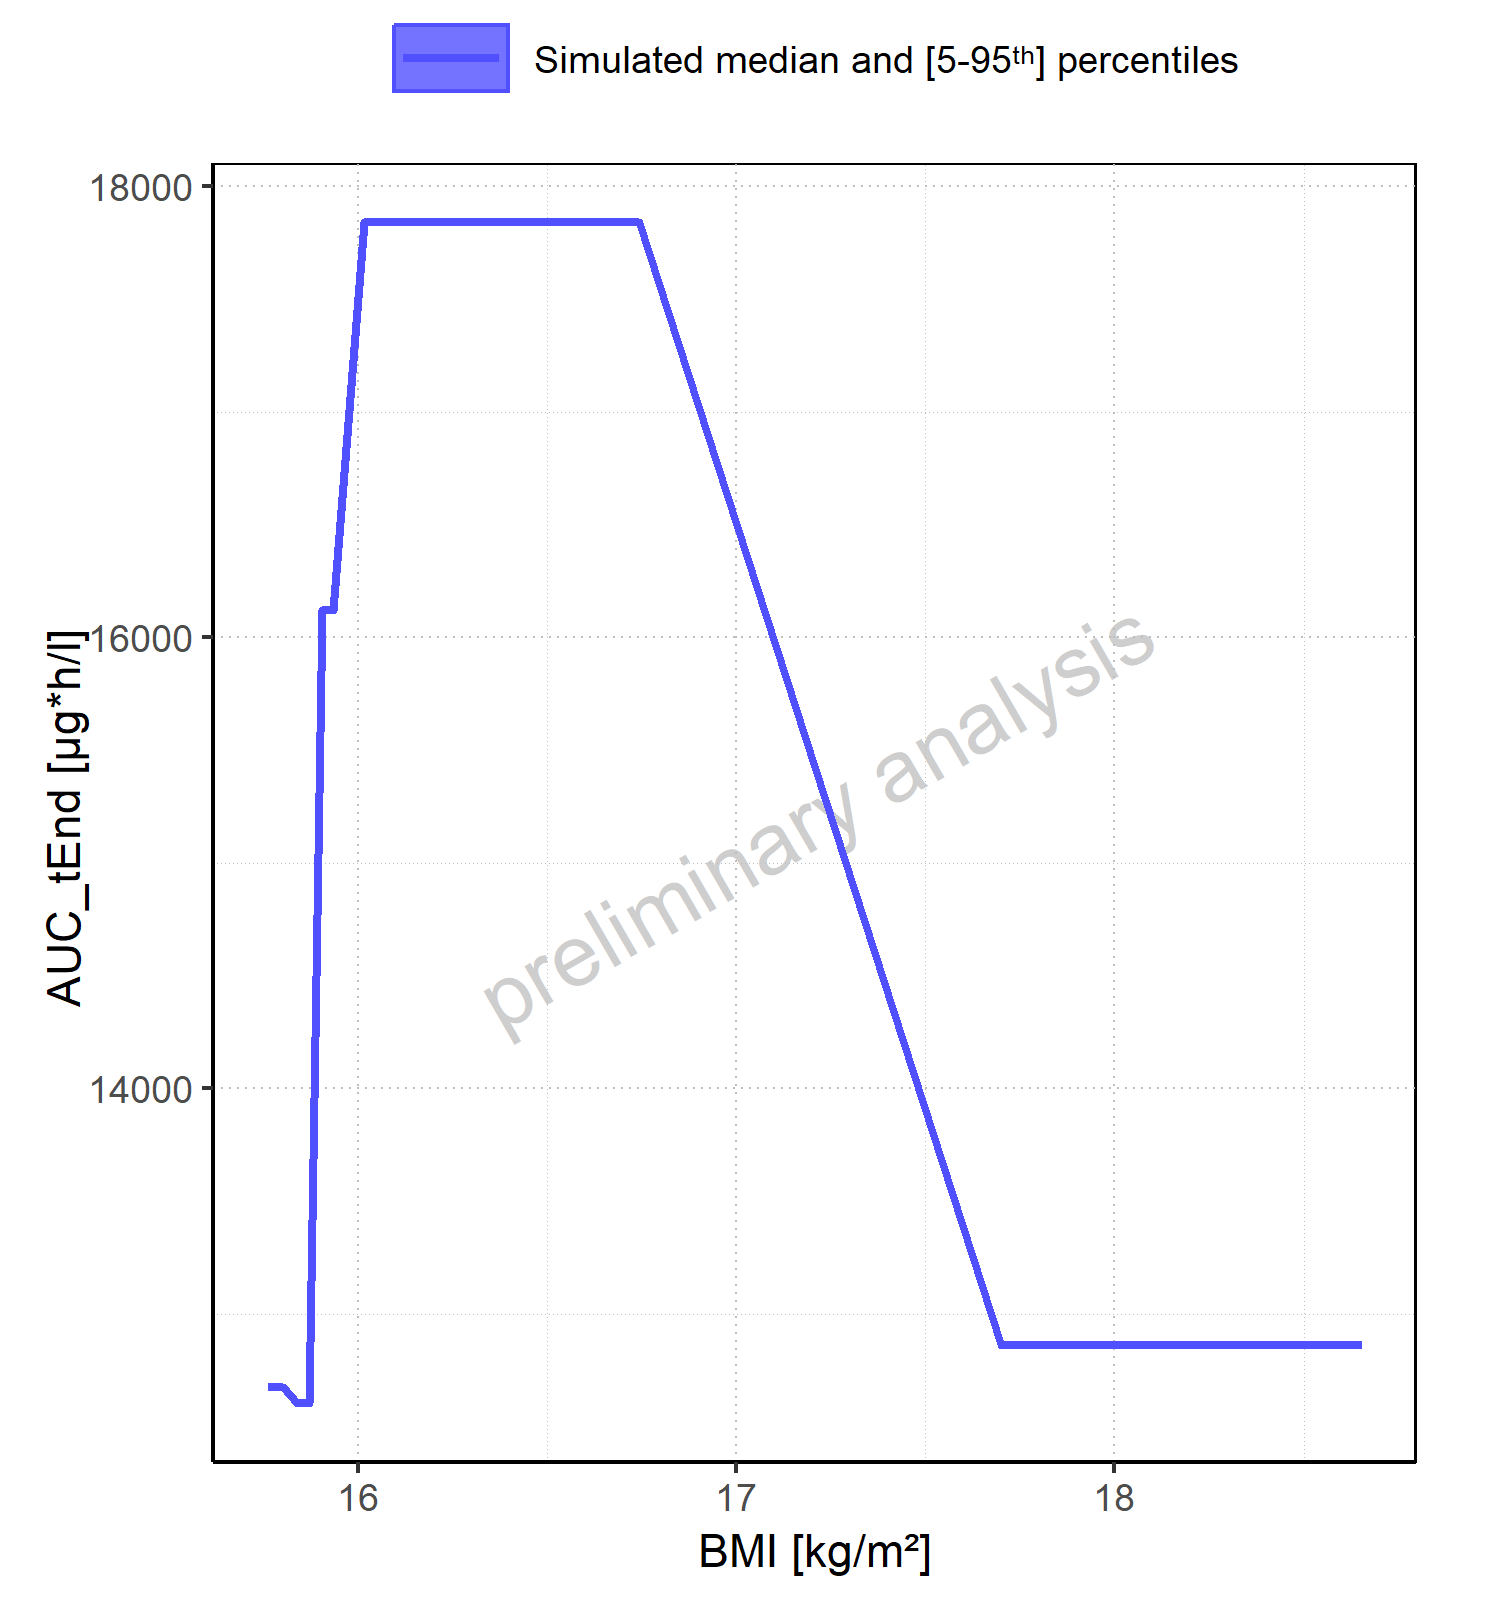 Simulated median and [5-95ᵗʰ] percentiles
18000
16000
14000
AUC_tEnd [µg*h/l]
preliminary analysis
16 17 18
BMI [kg/m²]